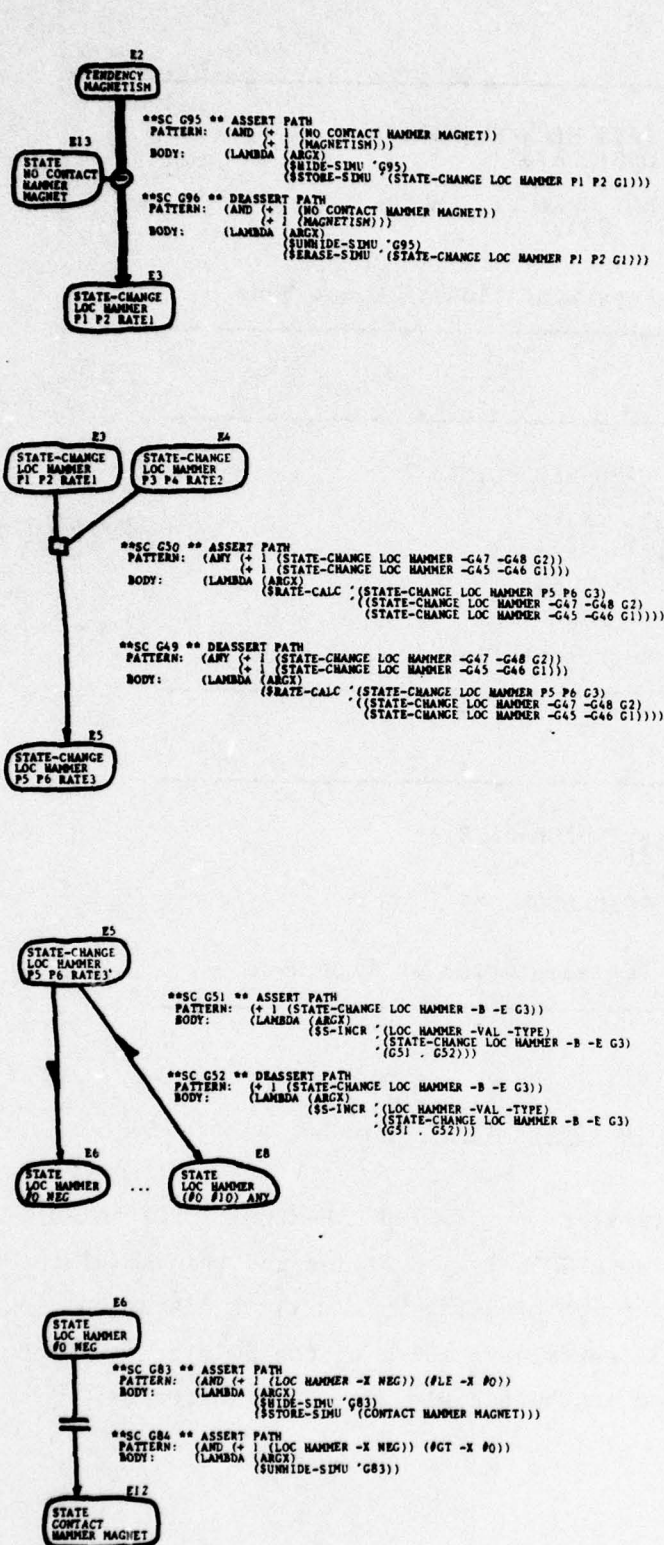 E2
TENDENCY
MAGNETISM
E13
STATE
NO CONTACT
HAMMER
MAGNET
**SC G95 ** ASSERT PATH
PATTERN: (AND (+ 1 (NO CONTACT HAMMER MAGNET))
(+ 1 (MAGNETISM)))
BODY: (LAMBDA (ARGX)
($HIDE-SIMU 'G95)
($STORE-SIMU '(STATE-CHANGE LOC HAMMER P1 P2 G1)))
**SC G96 ** DEASSERT PATH
PATTERN: (AND (+ 1 (NO CONTACT HAMMER MAGNET))
(+ 1 (MAGNETISM)))
BODY: (LAMBDA (ARGX)
($UNHIDE-SIMU 'G95)
($ERASE-SIMU '(STATE-CHANGE LOC HAMMER P1 P2 G1)))
E3
STATE-CHANGE
LOC HAMMER
P1 P2 RATE1
E3
STATE-CHANGE
LOC HAMMER
P1 P2 RATE1
E4
STATE-CHANGE
LOC HAMMER
P3 P4 RATE2
**SC G50 ** ASSERT PATH
PATTERN: (ANY (+ 1 (STATE-CHANGE LOC HAMMER -G47 -G48 G2))
(+ 1 (STATE-CHANGE LOC HAMMER -G45 -G46 G1)))
BODY: (LAMBDA (ARGX)
($RATE-CALC '(STATE-CHANGE LOC HAMMER P5 P6 G3)
'((STATE-CHANGE LOC HAMMER -G47 -G48 G2)
(STATE-CHANGE LOC HAMMER -G45 -G46 G1))))
**SC G49 ** DEASSERT PATH
PATTERN: (ANY (+ 1 (STATE-CHANGE LOC HAMMER -G47 -G48 G2))
(+ 1 (STATE-CHANGE LOC HAMMER -G45 -G46 G1)))
BODY: (LAMBDA (ARGX)
($RATE-CALC '(STATE-CHANGE LOC HAMMER P5 P6 G3)
'((STATE-CHANGE LOC HAMMER -G47 -G48 G2)
(STATE-CHANGE LOC HAMMER -G45 -G46 G1))))
E5
STATE-CHANGE
LOC HAMMER
P5 P6 RATE3
E5
STATE-CHANGE
LOC HAMMER
P5 P6 RATE3'
**SC G51 ** ASSERT PATH
PATTERN: (+ 1 (STATE-CHANGE LOC HAMMER -B -E G3))
BODY: (LAMBDA (ARGX)
($S-INCR '(LOC HAMMER -VAL -TYPE)
'(STATE-CHANGE LOC HAMMER -B -E G3)
'(G51 . G52)))
**SC G52 ** DEASSERT PATH
PATTERN: (+ 1 (STATE-CHANGE LOC HAMMER -B -E G3))
BODY: (LAMBDA (ARGX)
($S-INCR '(LOC HAMMER -VAL -TYPE)
'(STATE-CHANGE LOC HAMMER -B -E G3)
'(G51 . G52)))
E6
STATE
LOC HAMMER
#0 NEG
...
E8
STATE
LOC HAMMER
(#0 #10) ANY
E6
STATE
LOC HAMMER
#0 NEG
**SC G83 ** ASSERT PATH
PATTERN: (AND (+ 1 (LOC HAMMER -X NEG)) (#LE -X #0))
BODY: (LAMBDA (ARGX)
($HIDE-SIMU 'G83)
($STORE-SIMU '(CONTACT HAMMER MAGNET)))
**SC G84 ** ASSERT PATH
PATTERN: (AND (+ 1 (LOC HAMMER -X NEG)) (#GT -X #0))
BODY: (LAMBDA (ARGX)
($UNHIDE-SIMU 'G83))
E12
STATE
CONTACT
HAMMER MAGNET